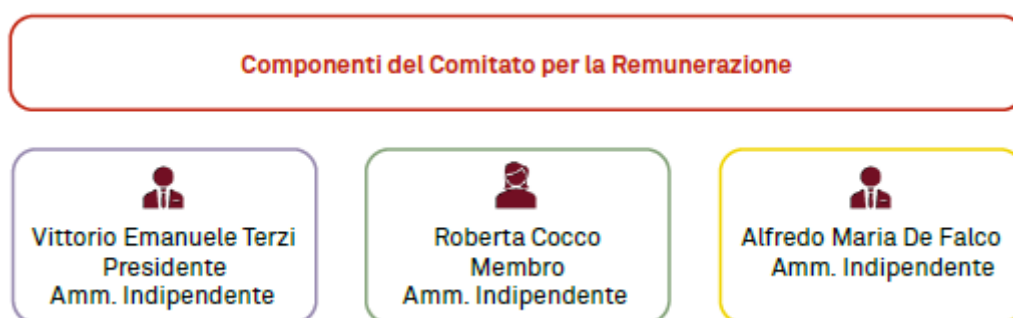 Componenti del Comitato per la Remunerazione
Vittorio Emanuele Terzi
Presidente
Amm. Indipendente
Roberta Cocco
Membro
Amm. Indipendente
Alfredo Maria De Falco
Amm. Indipendente